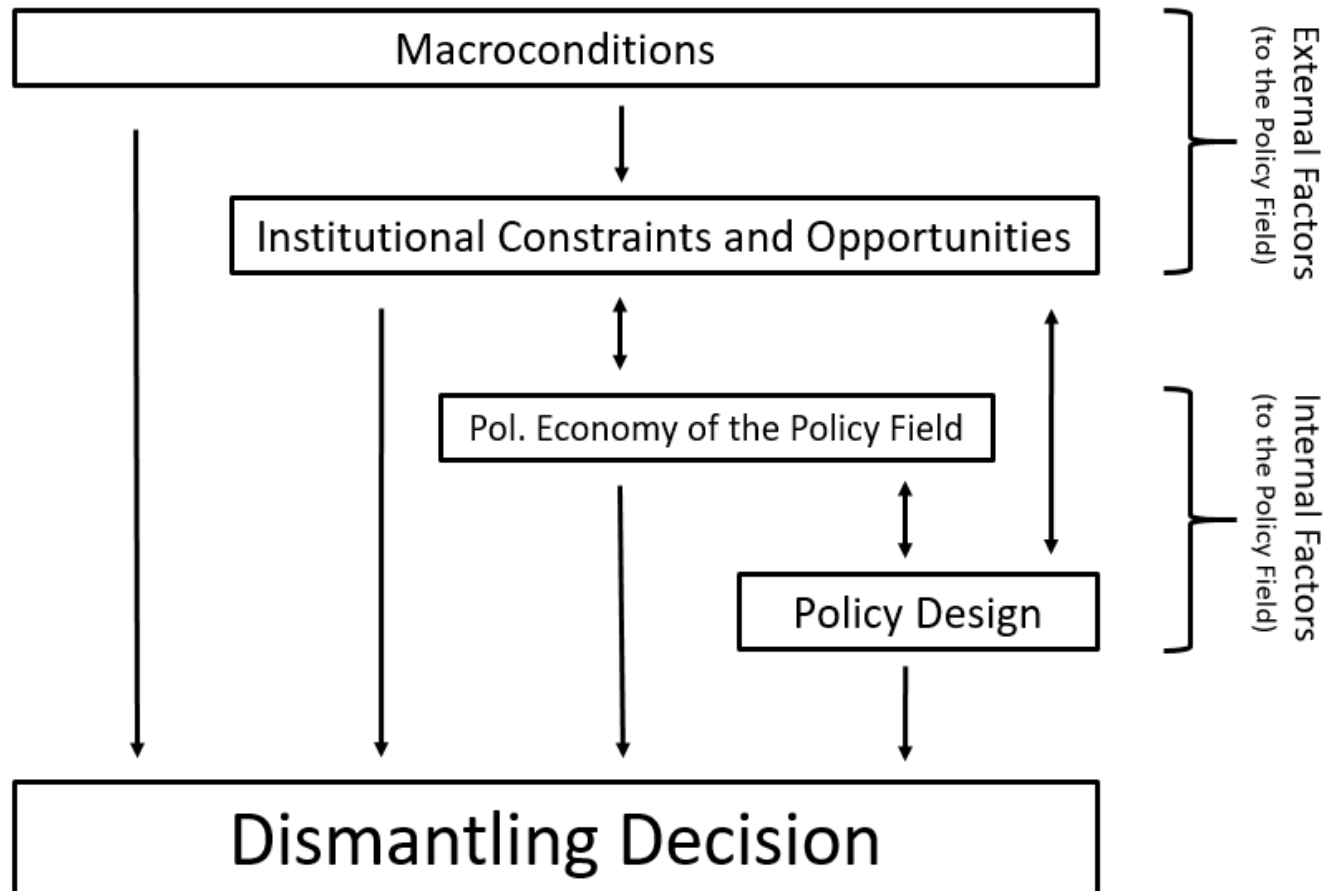 Macroconditions
External Factors
(to the Policy Field)
Institutional Constraints and Opportunities
Pol. Economy of the Policy Field
Internal Factors
(to the Policy Field)
Policy Design
Dismantling Decision